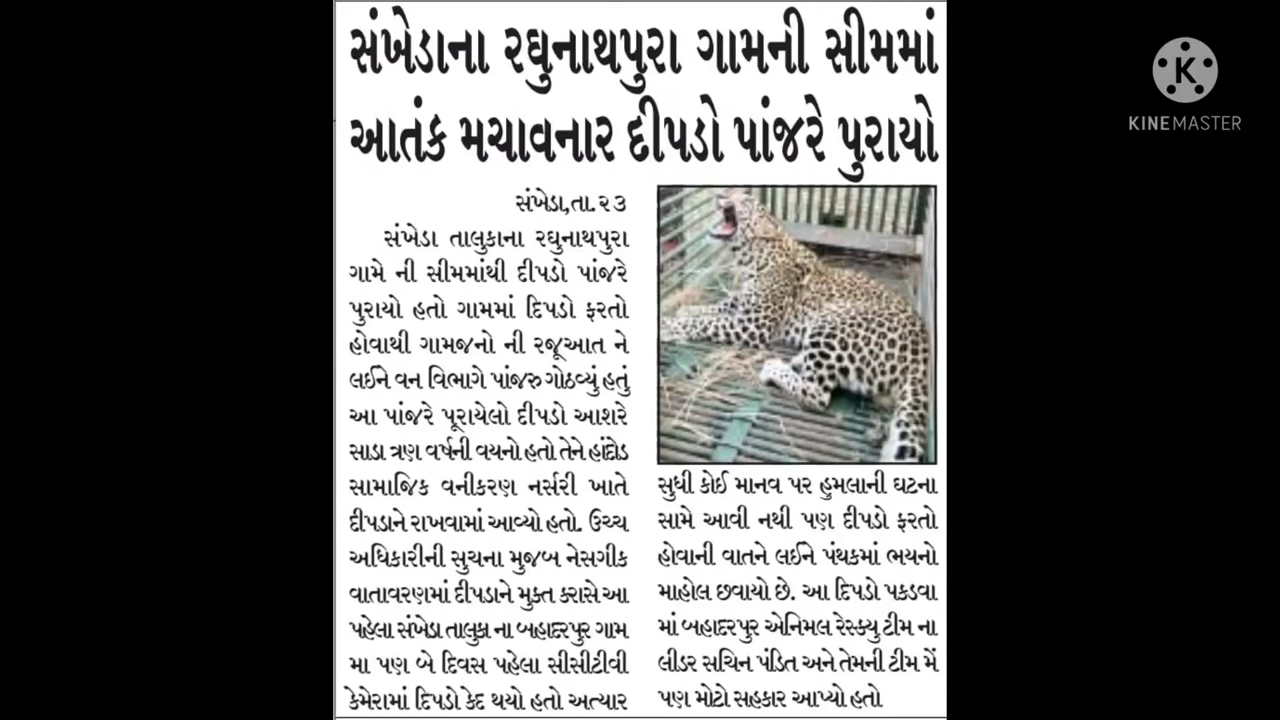 સંખેડાના રઘુનાથપુરા ગામની સીમમાં
આતંક મચાવનાર દીપડો પાંજરે પુરાયો
સંખેડા,તા.૨૩
સંખેડા તાલુકાના રઘુનાથપુરા
ગામે ની સીમમાંથી દીપડો પાંજરે
પુરાયો હતો ગામમાં દિપડો ફરતો
હોવાથી ગામજનો ની રજૂઆત ને
લઈને વન વિભાગે પાંજરુ ગોઠવ્યું હતું
આ પાંજરે પૂરાયેલો દીપડો આશરે
સાડા ત્રણ વર્ષની વયનો હતો તેને હાંદોડ
સામાજિક વનીકરણ નર્સરી ખાતે
દીપડાને રાખવામાં આવ્યો હતો. ઉચ્ચ
અધિકારીની સુચના મુજબ નેસગીક
વાતાવરણમાં દીપડાને મુક્ત કરાસે આ
પહેલા સંખેડા તાલુકા ના બહાદરપુર ગામ
મા પણ બે દિવસ પહેલા સીસીટીવી
કેમેરામાં દિપડો કેદ થયો હતો અત્યાર
સુધી કોઈ માનવ પર હુમલાની ઘટના
સામે આવી નથી પણ દીપડો ફરતો
હોવાની વાતને લઈને પંથકમાં ભયનો
માહોલ છવાયો છે. આ દિપડો પકડવા
માં બહાદરપુર એનિમલ રેસ્ક્યુ ટીમ ના
લીડર સચિન પંડિત અને તેમની ટીમ મેં
પણ મોટો સહકાર આપ્યો હતો
K
KINEMASTER